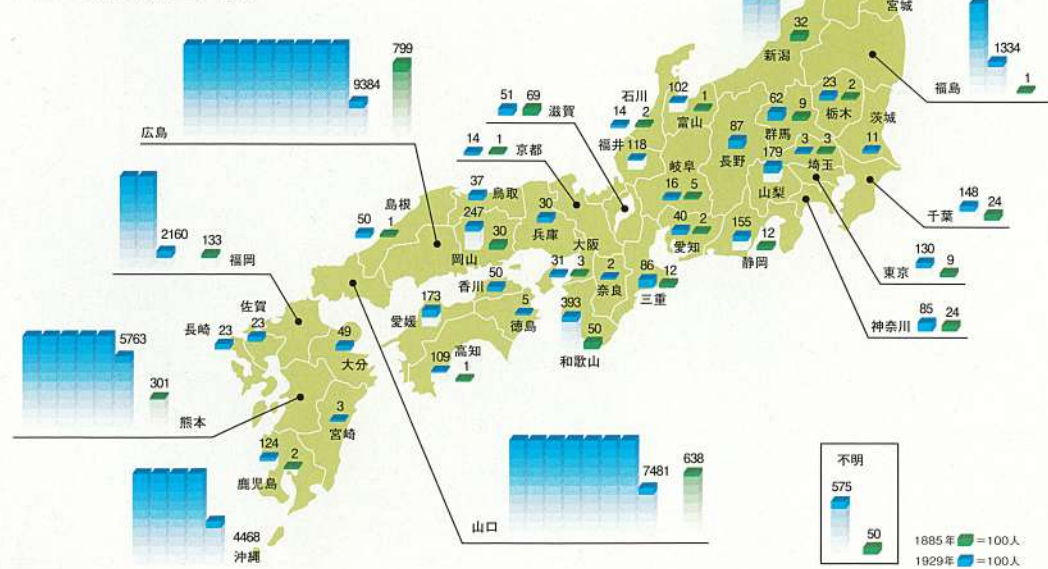 宮城
32
新潟
1334
1
福島
799
9384
広島
石川
102
1
富山
14
2
51
69
滋賀
福井
118
14
1
京都
23
2
栃木
茨城
62
9
群馬
87
長野
179
山梨
3
3
埼玉
11
岐阜
16
5
148
24
千葉
130
9
東京
85
24
神奈川
37
鳥取
島根
50
1
247
30
岡山
30
兵庫
大阪
31
3
2
奈良
40
2
愛知
155
12
静岡
86
12
三重
2160
133
福岡
香川
50
173
愛媛
5
徳島
393
50
和歌山
109
高知
1
佐賀
長崎
23
23
49
大分
5763
301
熊本
3
宮崎
124
2
鹿児島
4468
沖縄
7481
638
山口
不明
575
50
1885年 =100人
1929年 =100人